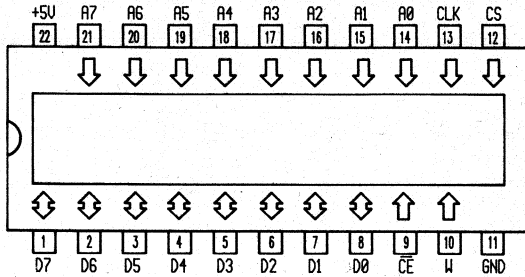 +5V A7 A6 A5 A4 A3 A2 A1 A0 CLK CS
22 21 20 19 18 17 16 15 14 13 12
1 2 3 4 5 6 7 8 9 10 11
D7 D6 D5 D4 D3 D2 D1 D0 C̅E̅ W GND